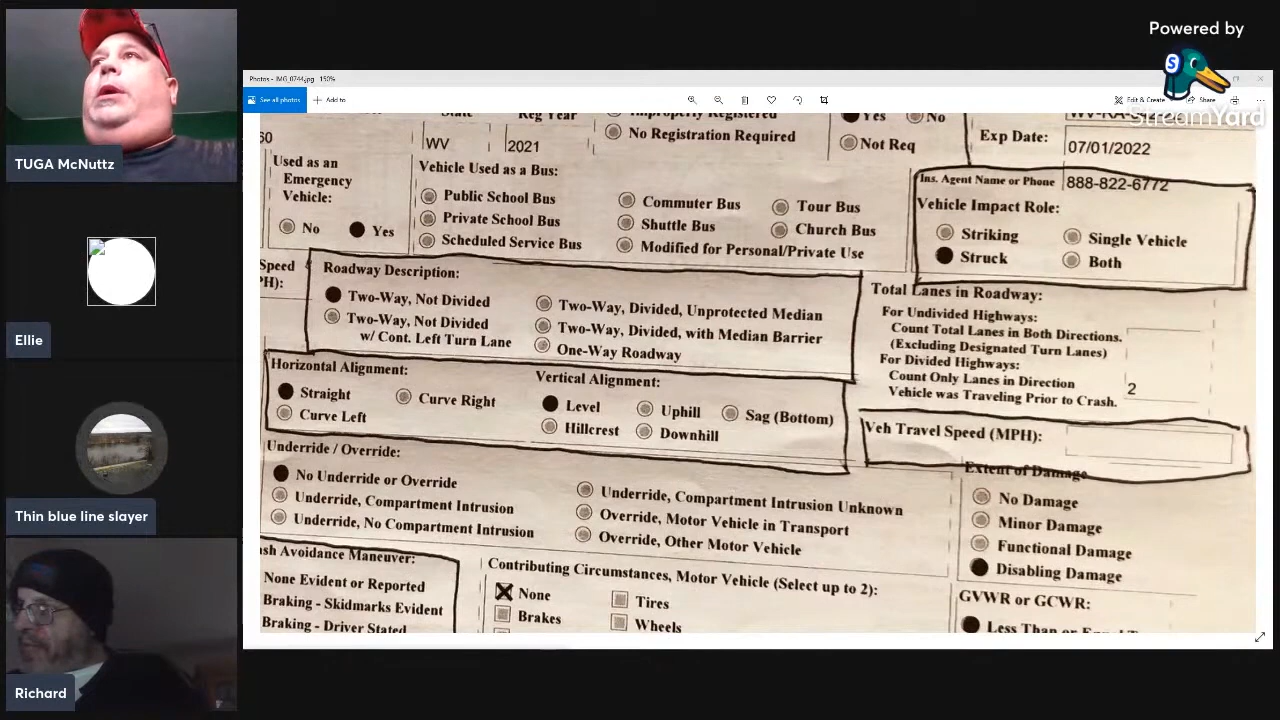 Powered by
S
StreamYard
TUGA McNuttz
Ellie
Thin blue line slayer
Richard
Photos - IMG_0744.jpg 150%
See all photos
Add to
Edit & Create
Share
Reg Year
No Registration Required
Yes
No
Not Req
60
WV
2021
Exp Date:
07/01/2022
Used as an
Emergency
Vehicle:
No
Yes
Vehicle Used as a Bus:
Public School Bus
Commuter Bus
Tour Bus
Private School Bus
Shuttle Bus
Church Bus
Scheduled Service Bus
Modified for Personal/Private Use
Ins. Agent Name or Phone
888-822-6772
Vehicle Impact Role:
Striking
Single Vehicle
Struck
Both
Speed
PH):
Roadway Description:
Two-Way, Not Divided
Two-Way, Divided, Unprotected Median
Two-Way, Not Divided
w/ Cont. Left Turn Lane
Two-Way, Divided, with Median Barrier
One-Way Roadway
Total Lanes in Roadway:
For Undivided Highways:
Count Total Lanes in Both Directions.
(Excluding Designated Turn Lanes)
For Divided Highways:
Count Only Lanes in Direction
Vehicle was Traveling Prior to Crash.
2
Horizontal Alignment:
Straight
Curve Right
Curve Left
Vertical Alignment:
Level
Uphill
Sag (Bottom)
Hillcrest
Downhill
Veh Travel Speed (MPH):
Underride / Override:
No Underride or Override
Underride, Compartment Intrusion
Underride, No Compartment Intrusion
Underride, Compartment Intrusion Unknown
Override, Motor Vehicle in Transport
Override, Other Motor Vehicle
Extent of Damage
No Damage
Minor Damage
Functional Damage
Disabling Damage
ash Avoidance Maneuver:
None Evident or Reported
Braking - Skidmarks Evident
Braking - Driver Stated
Contributing Circumstances, Motor Vehicle (Select up to 2):
None
Tires
Brakes
Wheels
GVWR or GCWR:
Less Than or